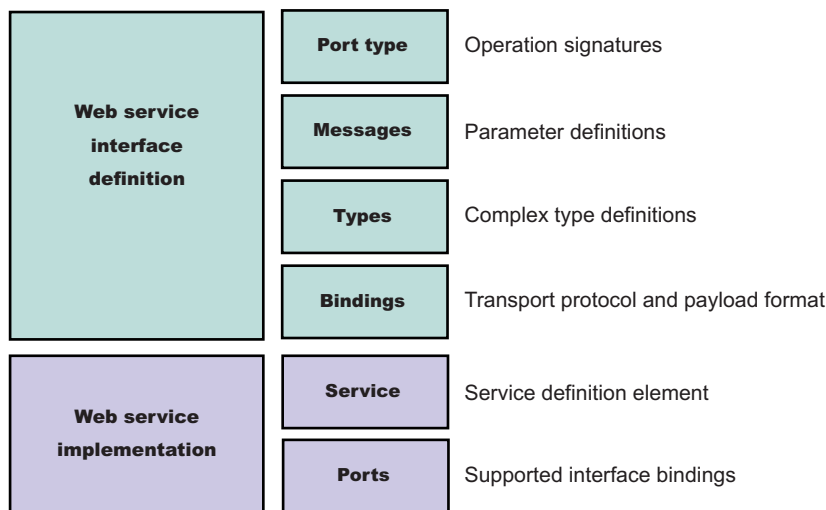 Web service
interface
definition
Port type
Operation signatures
Messages
Parameter definitions
Types
Complex type definitions
Bindings
Transport protocol and payload format
Web service
implementation
Service
Service definition element
Ports
Supported interface bindings